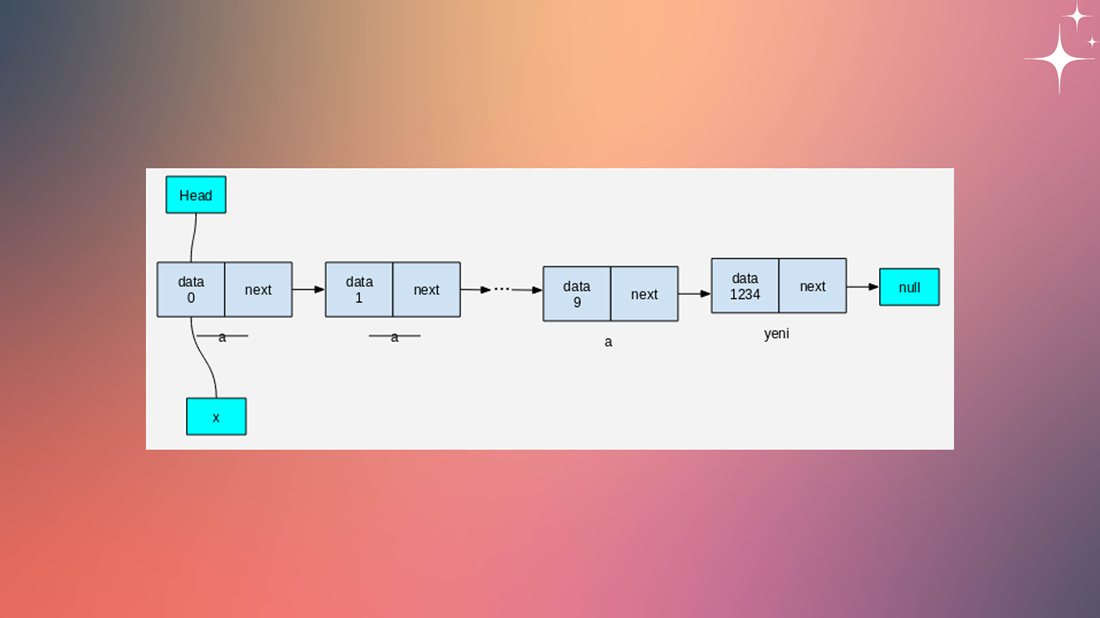 Head
data
0
next
data
1
next
...
data
9
next
data
1234
next
null
a
a
a
yeni
x